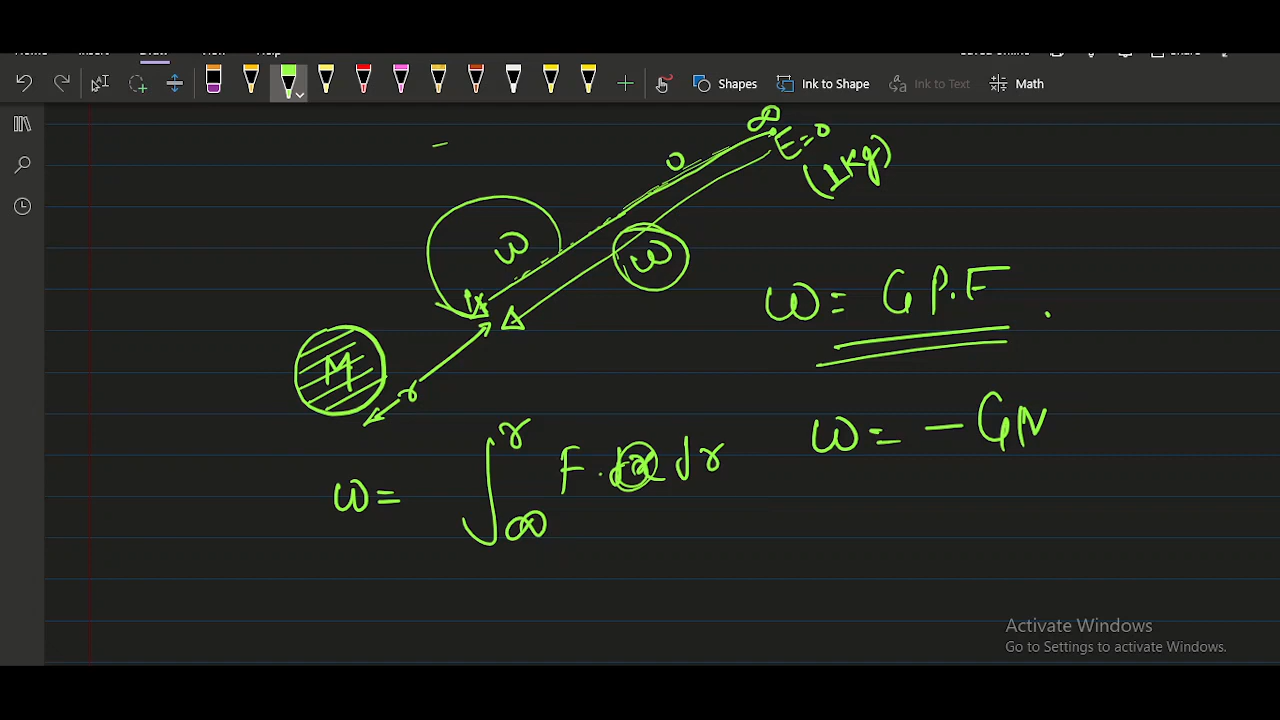 Shapes Ink to Shape Ink to Text Math
∞
E=0
0
(1Kg)
W
W
W = G P.E
M
r
W = - GM
W = ∫ r ∞ F . dr
Activate Windows
Go to Settings to activate Windows.